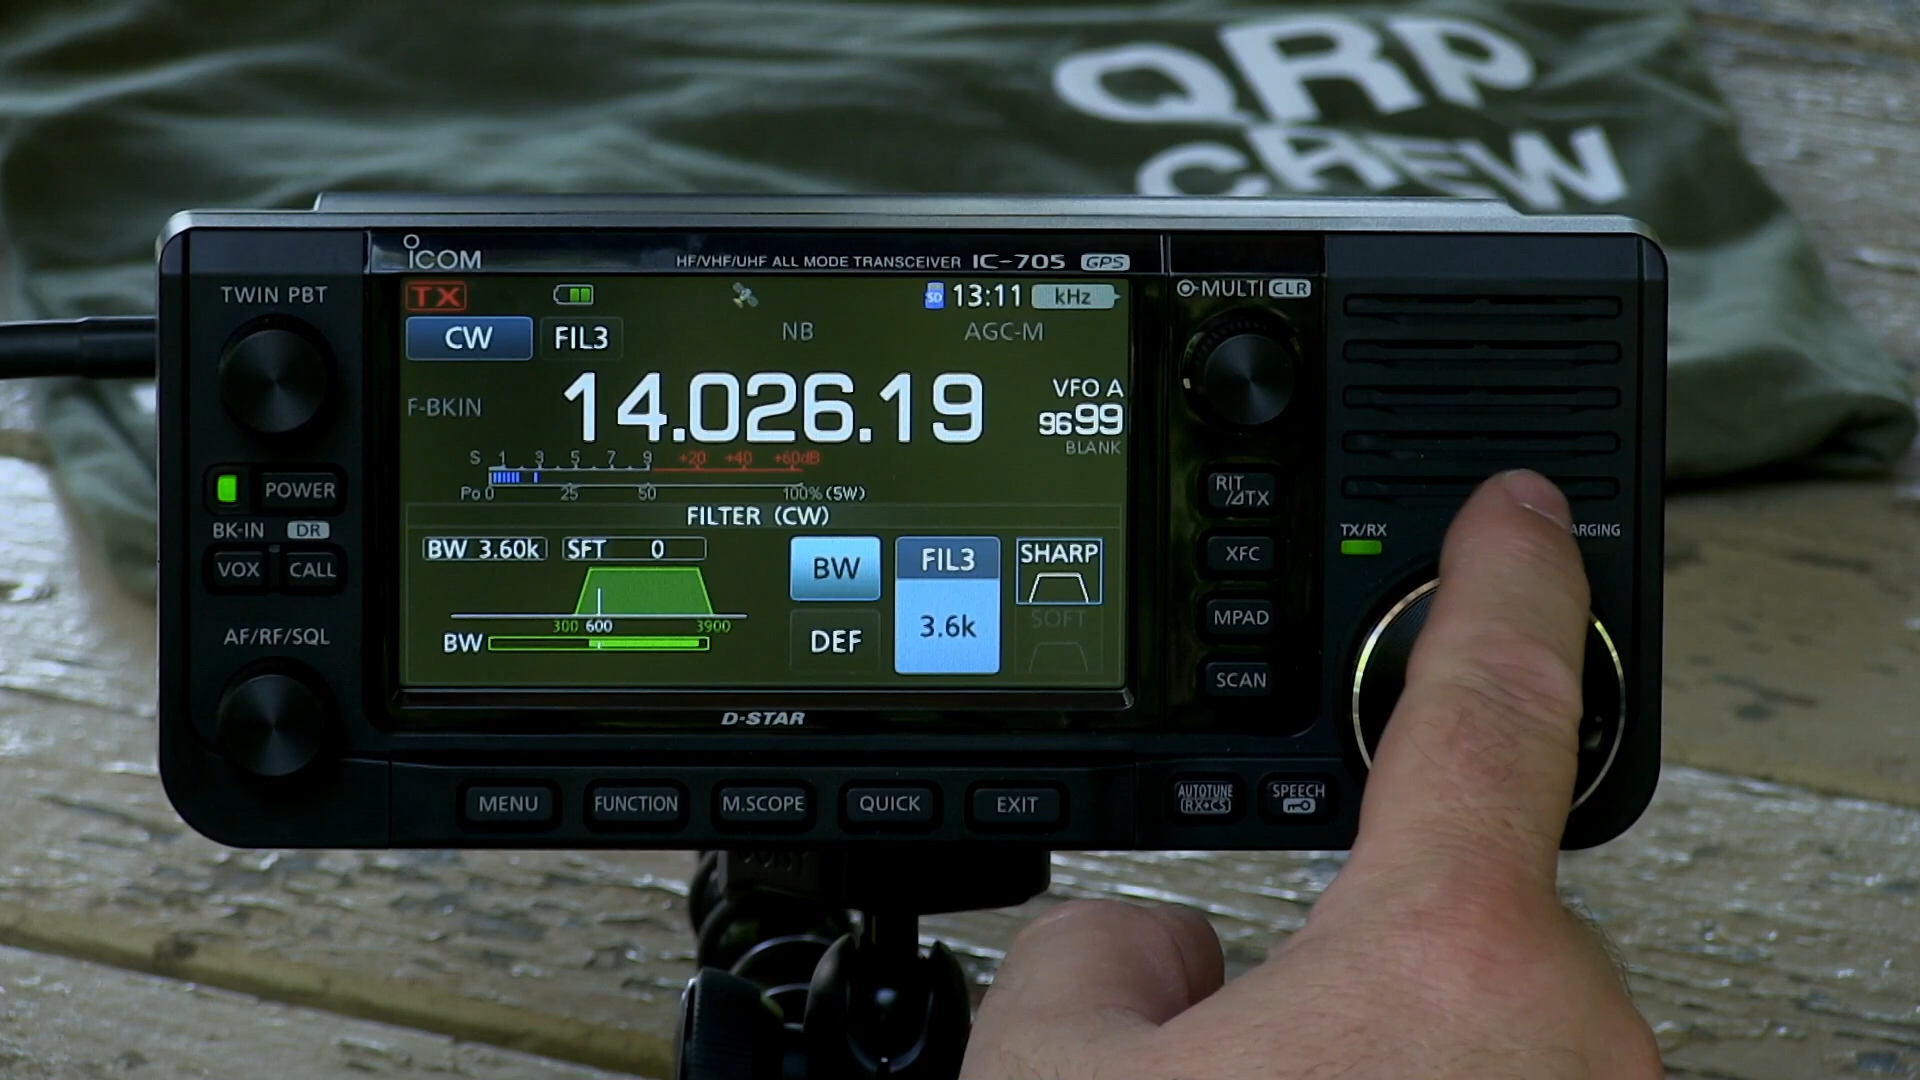 QRP
CREW
ICOM
HF/VHF/UHF ALL MODE TRANSCEIVER IC-705 GPS
TWIN PBT
TX
SD 13:11 kHz
MULTI CLR
CW FIL3 NB AGC-M
F-BKIN 14.026.19 VFO A
9699
BLANK
S 1 3 5 7 9 +20 +40 +60dB
Po 0 25 50 100% (5W)
POWER
RIT
/⊿TX
BK-IN DR
VOX CALL
TX/RX
ARGING
FILTER (CW)
BW 3.60k SFT 0
BW FIL3 SHARP
3.6k
SOFT
DEF
300 600 3900
BW
XFC
MPAD
SCAN
AF/RF/SQL
D-STAR
MENU FUNCTION M.SCOPE QUICK EXIT
AUTOTUNE
RX➔CS
SPEECH